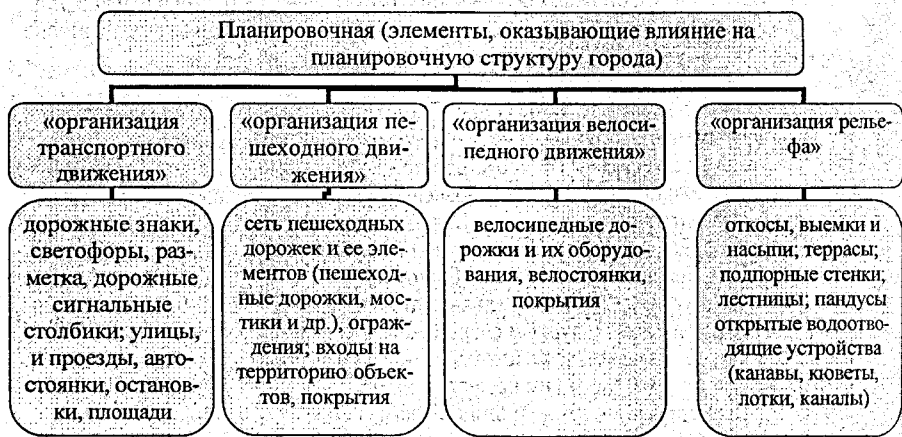 Планировочная (элементы, оказывающие влияние на
планировочную структуру города)
«организация
транспортного
движения»
«организация пе-
шеходного дви-
жения»
«организация велоси-
педного движения»
«организация релье-
фа»
дорожные знаки,
светофоры, раз-
метка, дорожные
сигнальные
столбики; улицы,
и проезды, авто-
стоянки, останов-
ки, площади
сеть пешеходных
дорожек и ее эле-
ментов (пешеход-
ные дорожки, мос-
тики и др.), ограж-
дения; входы на
территорию объек-
тов, покрытия
велосипедные до-
рожки и их оборудо-
вания, велостоянки,
покрытия
откосы, выемки и
насыпи; террасы;
подпорные стенки;
лестницы; пандусы
открытые водоотво-
дящие устройства
(канавы, кюветы,
лотки, каналы)